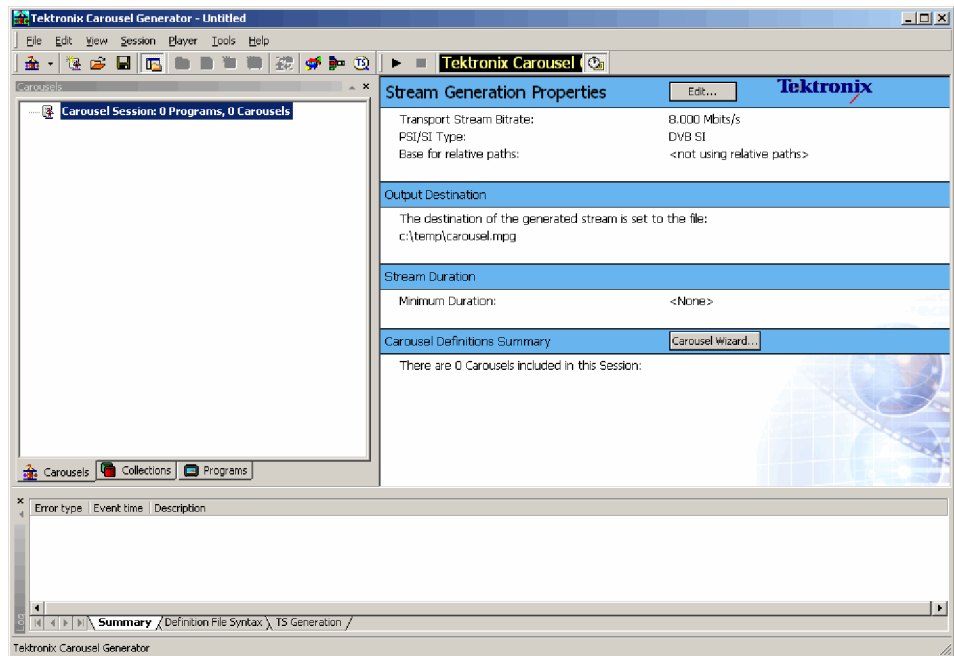 Tektronix Carousel Generator - Untitled
File Edit View Session Player Tools Help
Tektronix Carousel
Carousels
Carousel Session: 0 Programs, 0 Carousels
Stream Generation Properties Edit... Tektronix
Transport Stream Bitrate: 8.000 Mbits/s
PSI/SI Type: DVB SI
Base for relative paths: <not using relative paths>
Output Destination
The destination of the generated stream is set to the file:
c:\temp\carousel.mpg
Stream Duration
Minimum Duration: <None>
Carousel Definitions Summary Carousel Wizard...
There are 0 Carousels included in this Session:
Carousels Collections Programs
Error type Event time Description
LOG
Summary Definition File Syntax TS Generation
Tektronix Carousel Generator